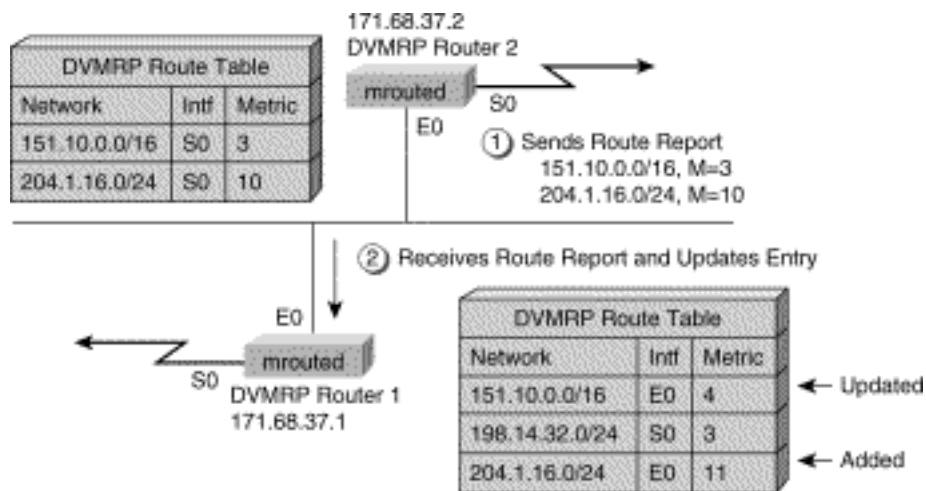 171.68.37.2
DVMRP Router 2
mrouted
S0
E0
DVMRP Route Table
Network Intf Metric
151.10.0.0/16 S0 3
204.1.16.0/24 S0 10
1 Sends Route Report
151.10.0.0/16, M=3
204.1.16.0/24, M=10
2 Receives Route Report and Updates Entry
E0
mrouted
S0
DVMRP Router 1
171.68.37.1
DVMRP Route Table
Network Intf Metric
151.10.0.0/16 E0 4
Updated
198.14.32.0/24 S0 3
204.1.16.0/24 E0 11
Added